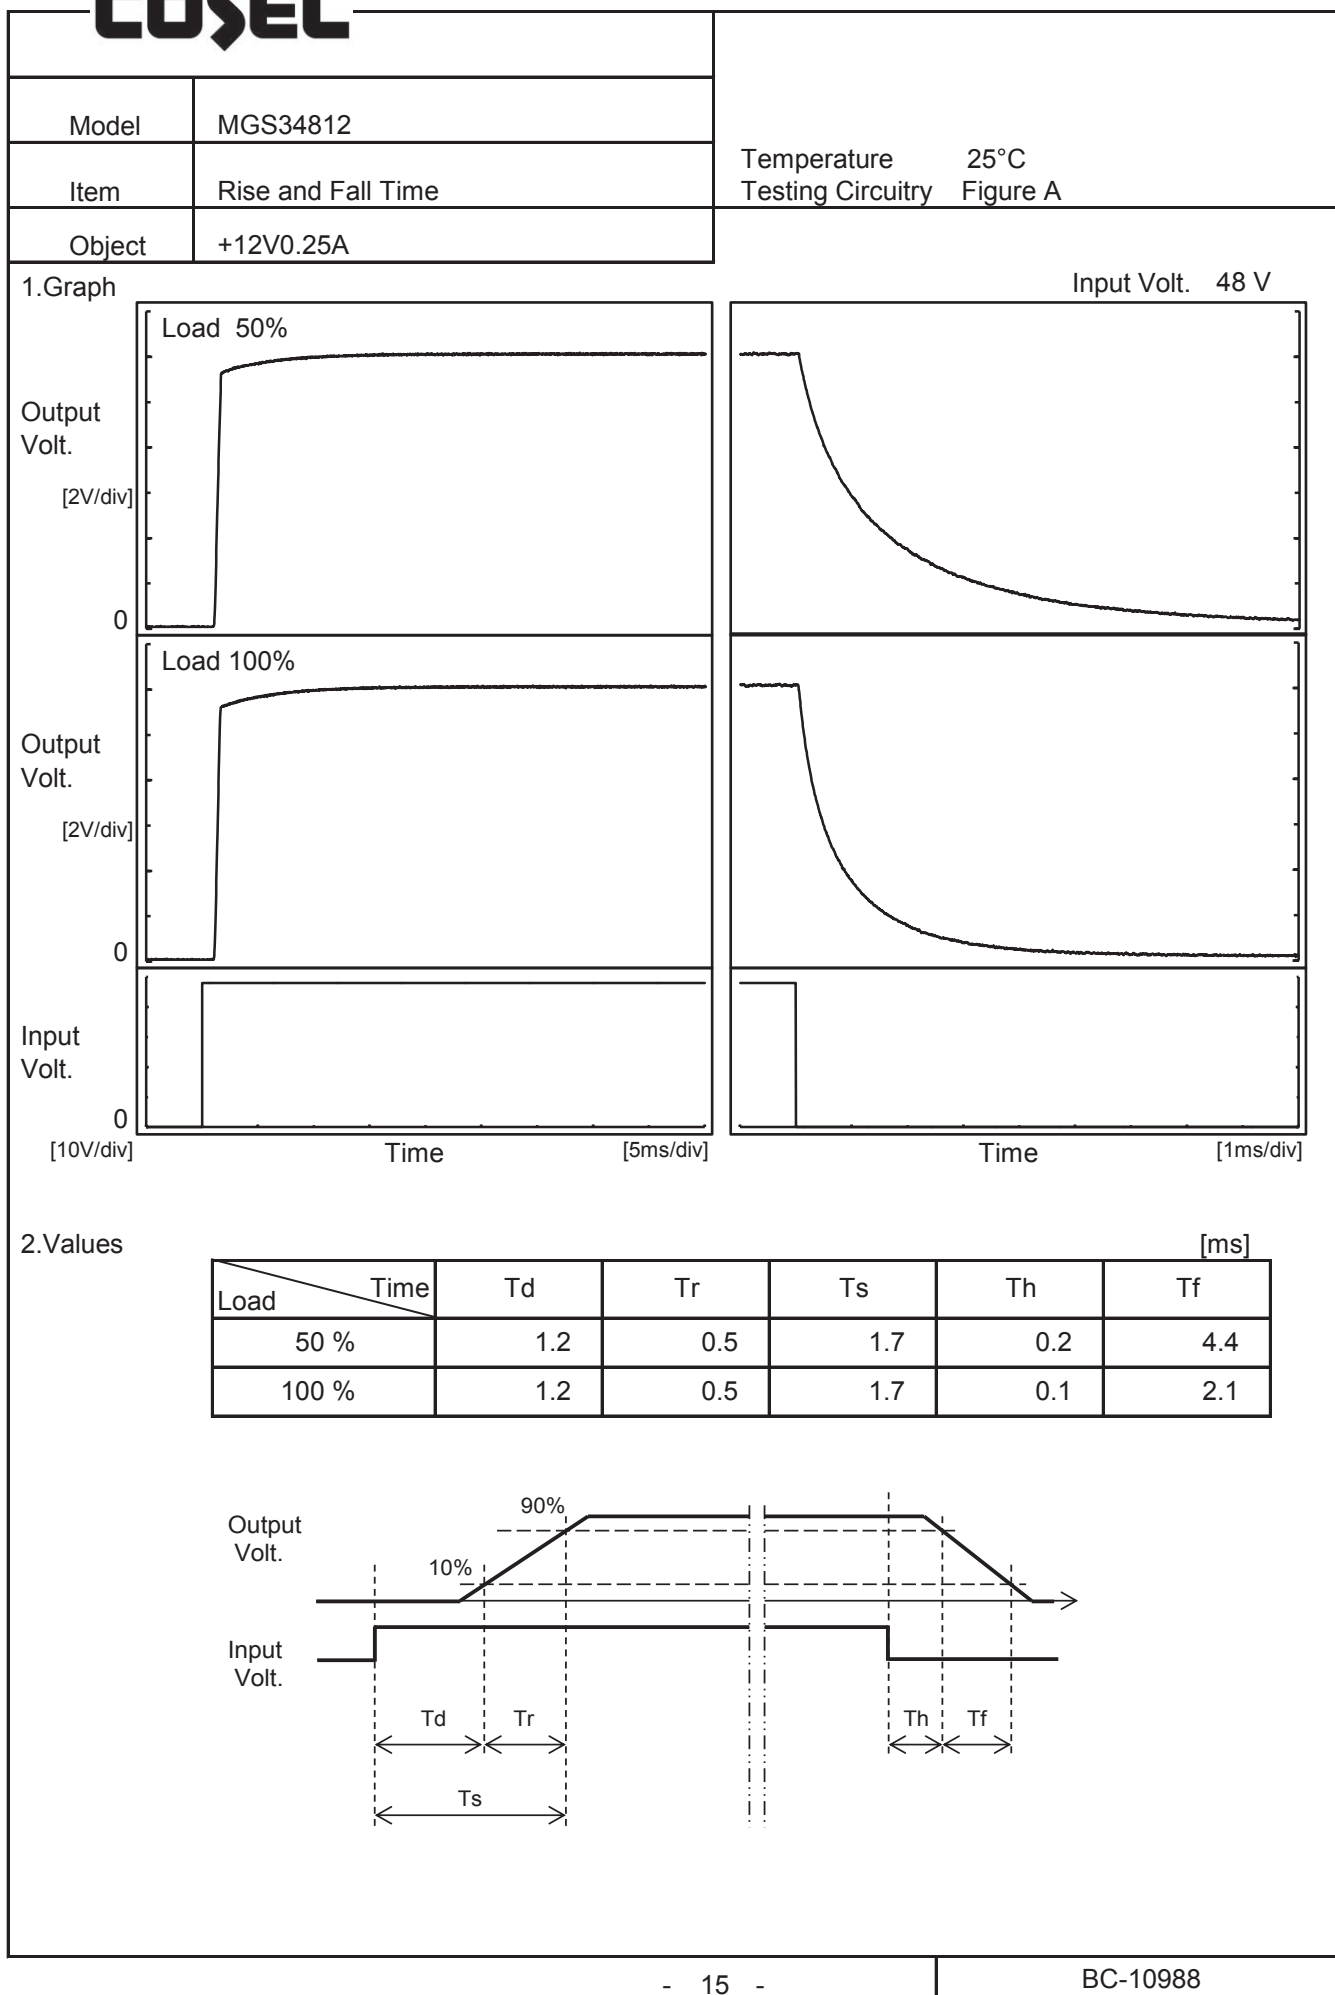 COSEL
Model MGS34812
Item Rise and Fall Time
Object +12V0.25A
Temperature 25°C
Testing Circuitry Figure A
1.Graph
Input Volt. 48 V
Load 50%
Output
Volt.
[2V/div]
0
Load 100%
Output
Volt.
[2V/div]
0
Input
Volt.
0
[10V/div] Time [5ms/div] Time [1ms/div]
2.Values [ms]
Time
Load Td Tr Ts Th Tf
50 % 1.2 0.5 1.7 0.2 4.4
100 % 1.2 0.5 1.7 0.1 2.1
90%
Output
Volt.
10%
Input
Volt.
Td Tr Th Tf
Ts
- 15 - BC-10988